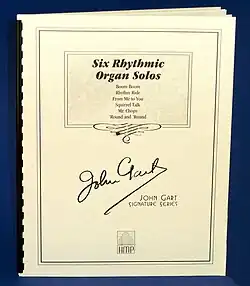 Six Rhythmic
Organ Solos
Boom Boom
Rhythm Ride
From Me to You
Squirrel Talk
Mr. Chops
'Round and 'Round
John Gart
JOHN GART
SIGNATURE SERIES